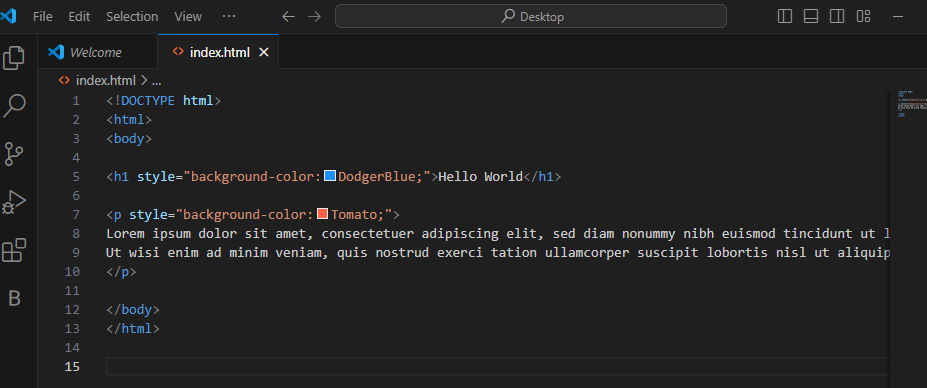 File Edit Selection View ··· Desktop
Welcome index.html
index.html > ...
1 <!DOCTYPE html>
2 <html>
3 <body>
4
5 <h1 style="background-color:DodgerBlue;">Hello World</h1>
6
7 <p style="background-color:Tomato;">
8 Lorem ipsum dolor sit amet, consectetuer adipiscing elit, sed diam nonummy nibh euismod tincidunt ut l
9 Ut wisi enim ad minim veniam, quis nostrud exerci tation ullamcorper suscipit lobortis nisl ut aliquip
10 </p>
11
12 </body>
13 </html>
14
15
B